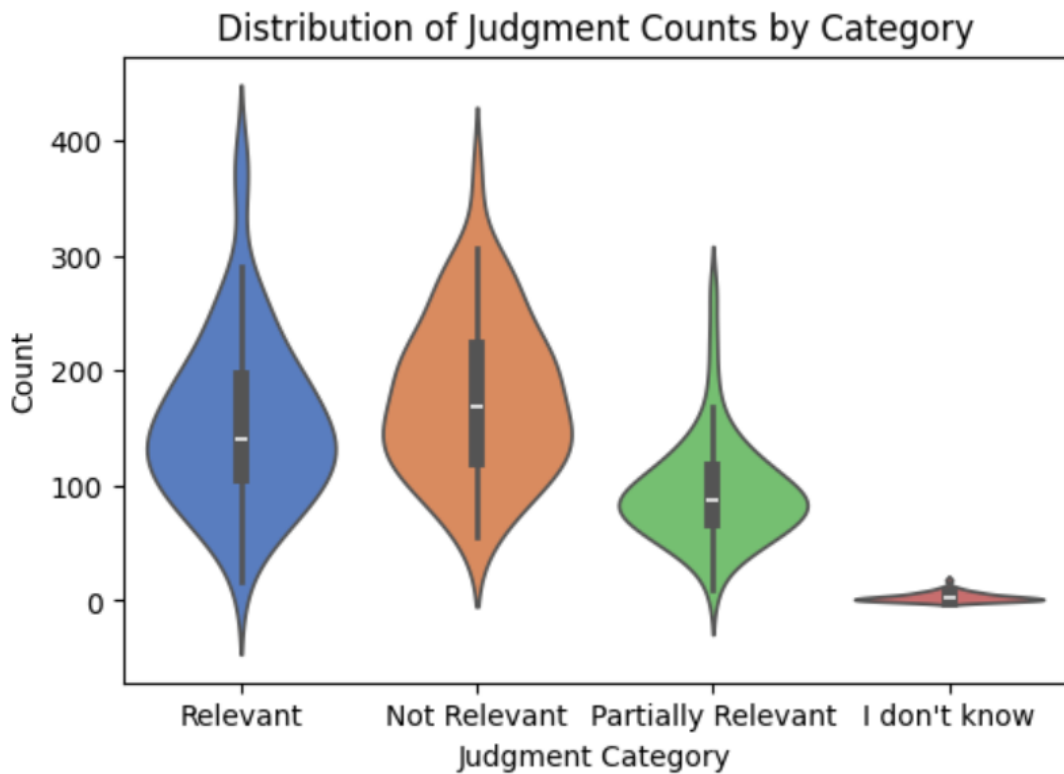 Distribution of Judgment Counts by Category
400
300
200
100
0
Count
Relevant Not Relevant Partially Relevant I don't know
Judgment Category